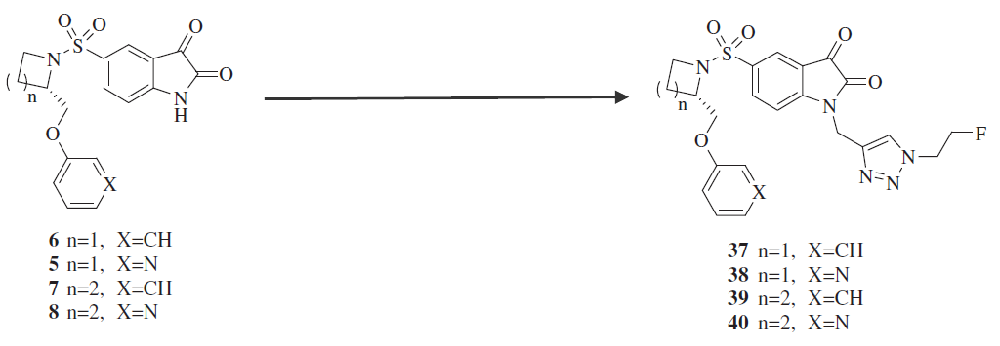 O O
N S O
O
( )n N
H
O
X
6 n=1, X=CH
5 n=1, X=N
7 n=2, X=CH
8 n=2, X=N
O O
N S O
O
( )n N
O N F
N=N
X
37 n=1, X=CH
38 n=1, X=N
39 n=2, X=CH
40 n=2, X=N